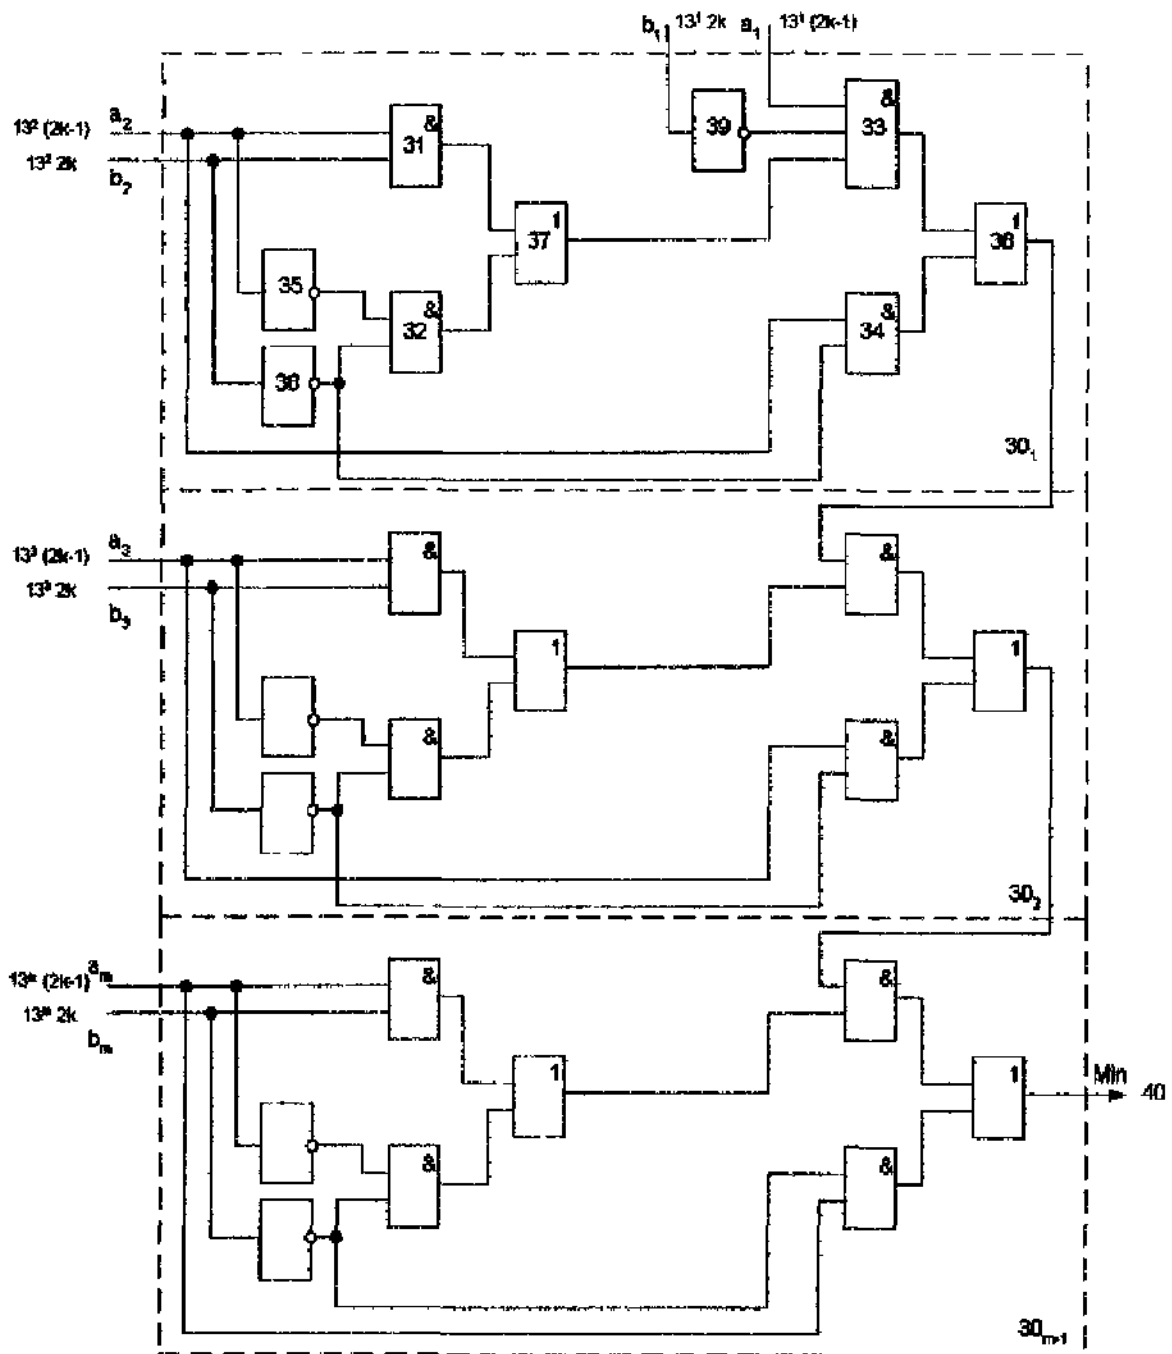 b₁ 13¹ 2k a₁ 13¹ (2k-1)
13² (2k-1) a₂
13² 2k
b₂
&
31
39
&
33
1
37
1
38
35
&
32
&
34
36
30₁
13³ (2k-1) a₃
13³ 2k
b₃
&
&
1
1
&
&
30₂
13ᵐ (2k-1) aₘ
13ᵐ 2k
bₘ
&
&
1
1
Min
40
&
&
30ₘ₋₁